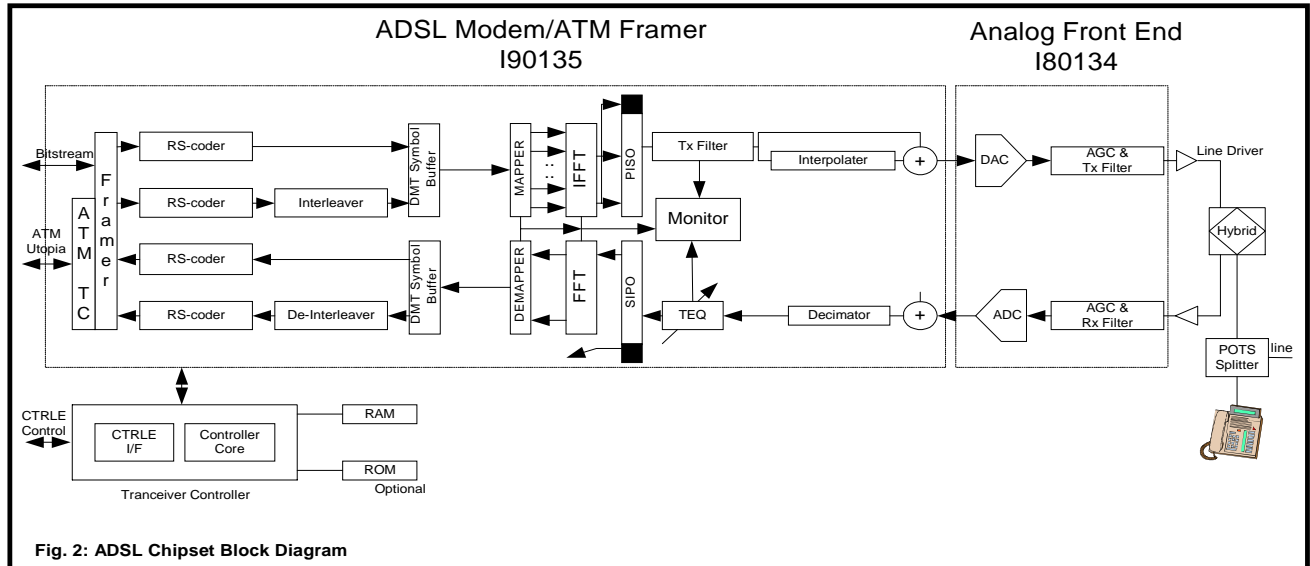 ADSL Modem/ATM Framer
I90135
Analog Front End
I80134
Bitstream
ATM
Utopia
ATM TC
Framer
RS-coder
RS-coder
Interleaver
RS-coder
RS-coder
De-Interleaver
DMT Symbol
Buffer
DMT Symbol
Buffer
MAPPER
IFFT
PISO
DEMAPPER
FFT
SIPO
Tx Filter
Interpolater
+
Monitor
TEQ
Decimator
+
DAC
AGC &
Tx Filter
Line Driver
Hybrid
ADC
AGC &
Rx Filter
POTS
Splitter
line
CTRLE
Control
CTRLE
I/F
Controller
Core
RAM
ROM
Optional
Tranceiver Controller
Fig. 2: ADSL Chipset Block Diagram